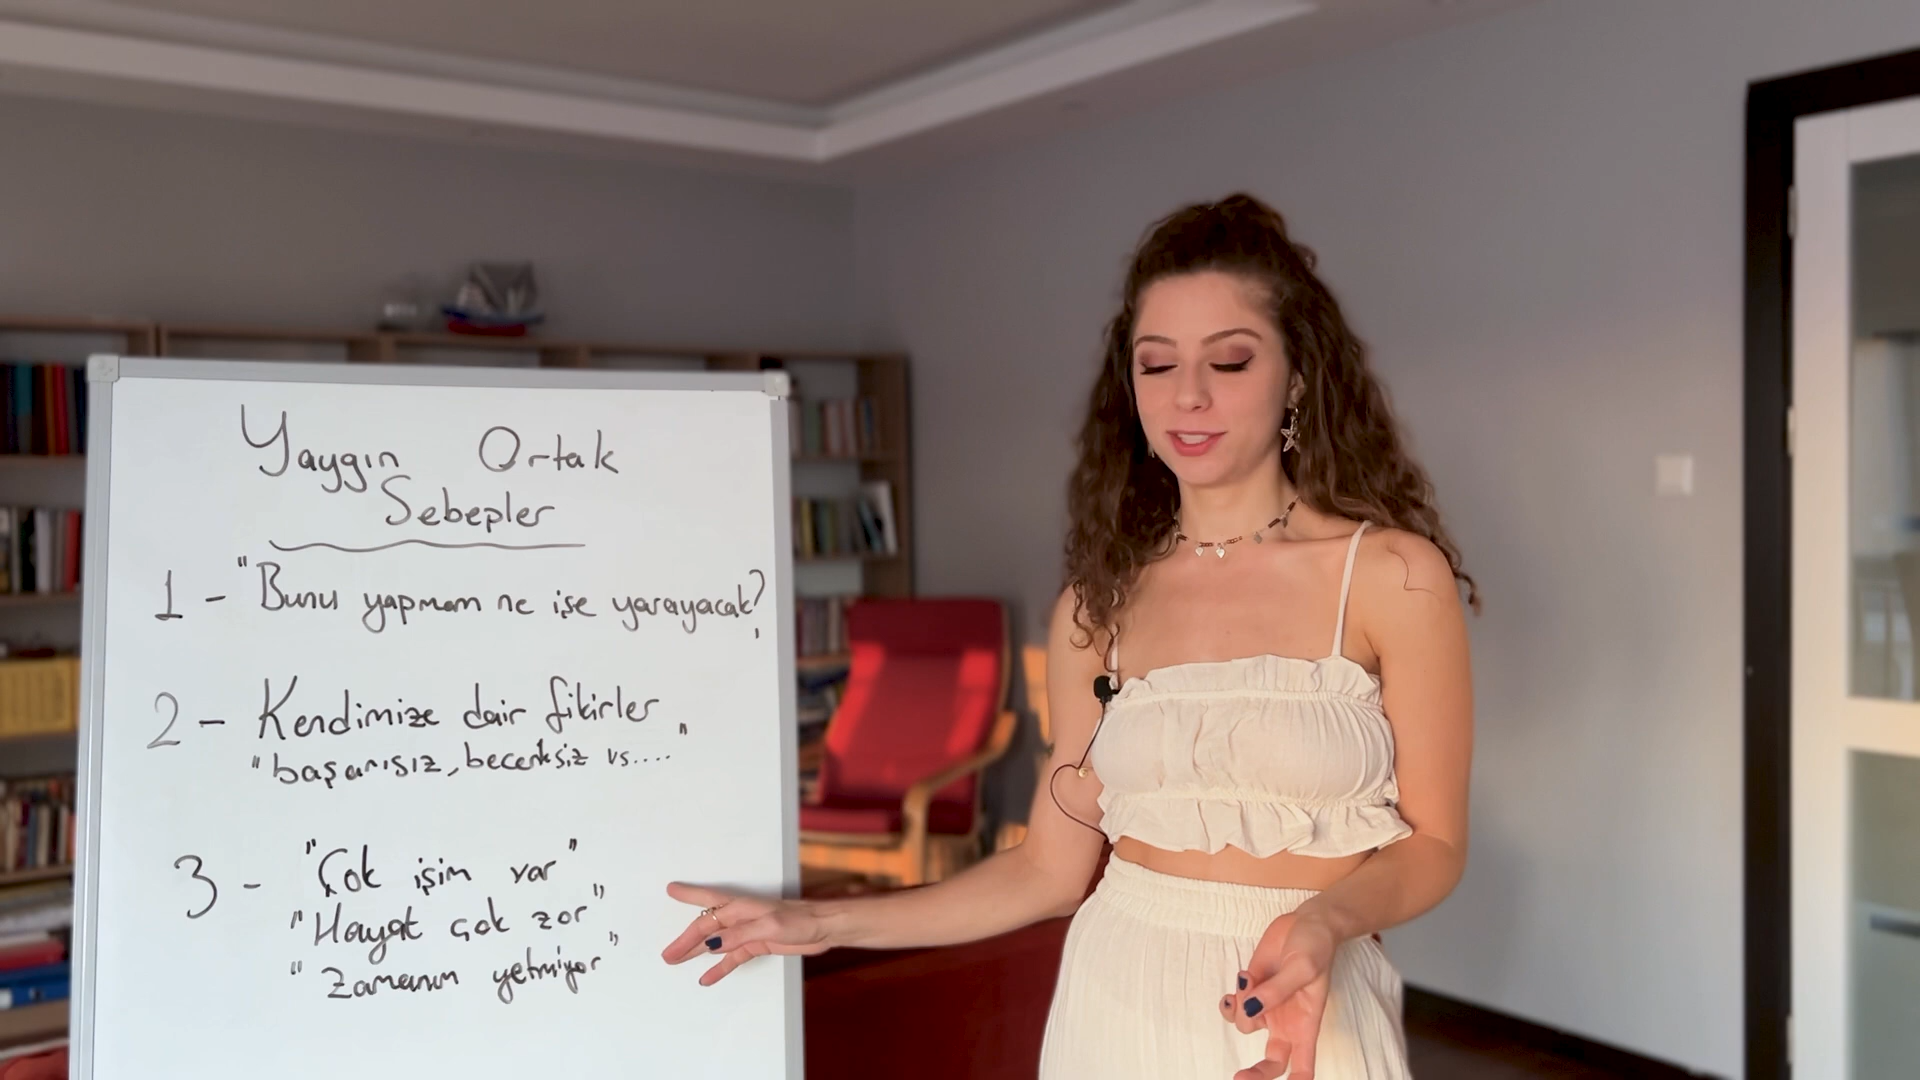 Yaygın Ortak
Sebepler
1 - "Bunu yapmam ne işe yarayacak?"
2 - Kendimize dair fikirler
"başarısız, beceriksiz vs...."
3 - "Çok işim var"
"Hayat çok zor"
"Zamanım yetmiyor"